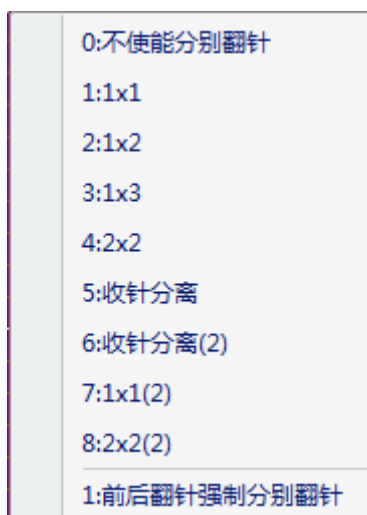 0:不使能分别翻针
1:1x1
2:1x2
3:1x3
4:2x2
5:收针分离
6:收针分离(2)
7:1x1(2)
8:2x2(2)
1:前后翻针强制分别翻针